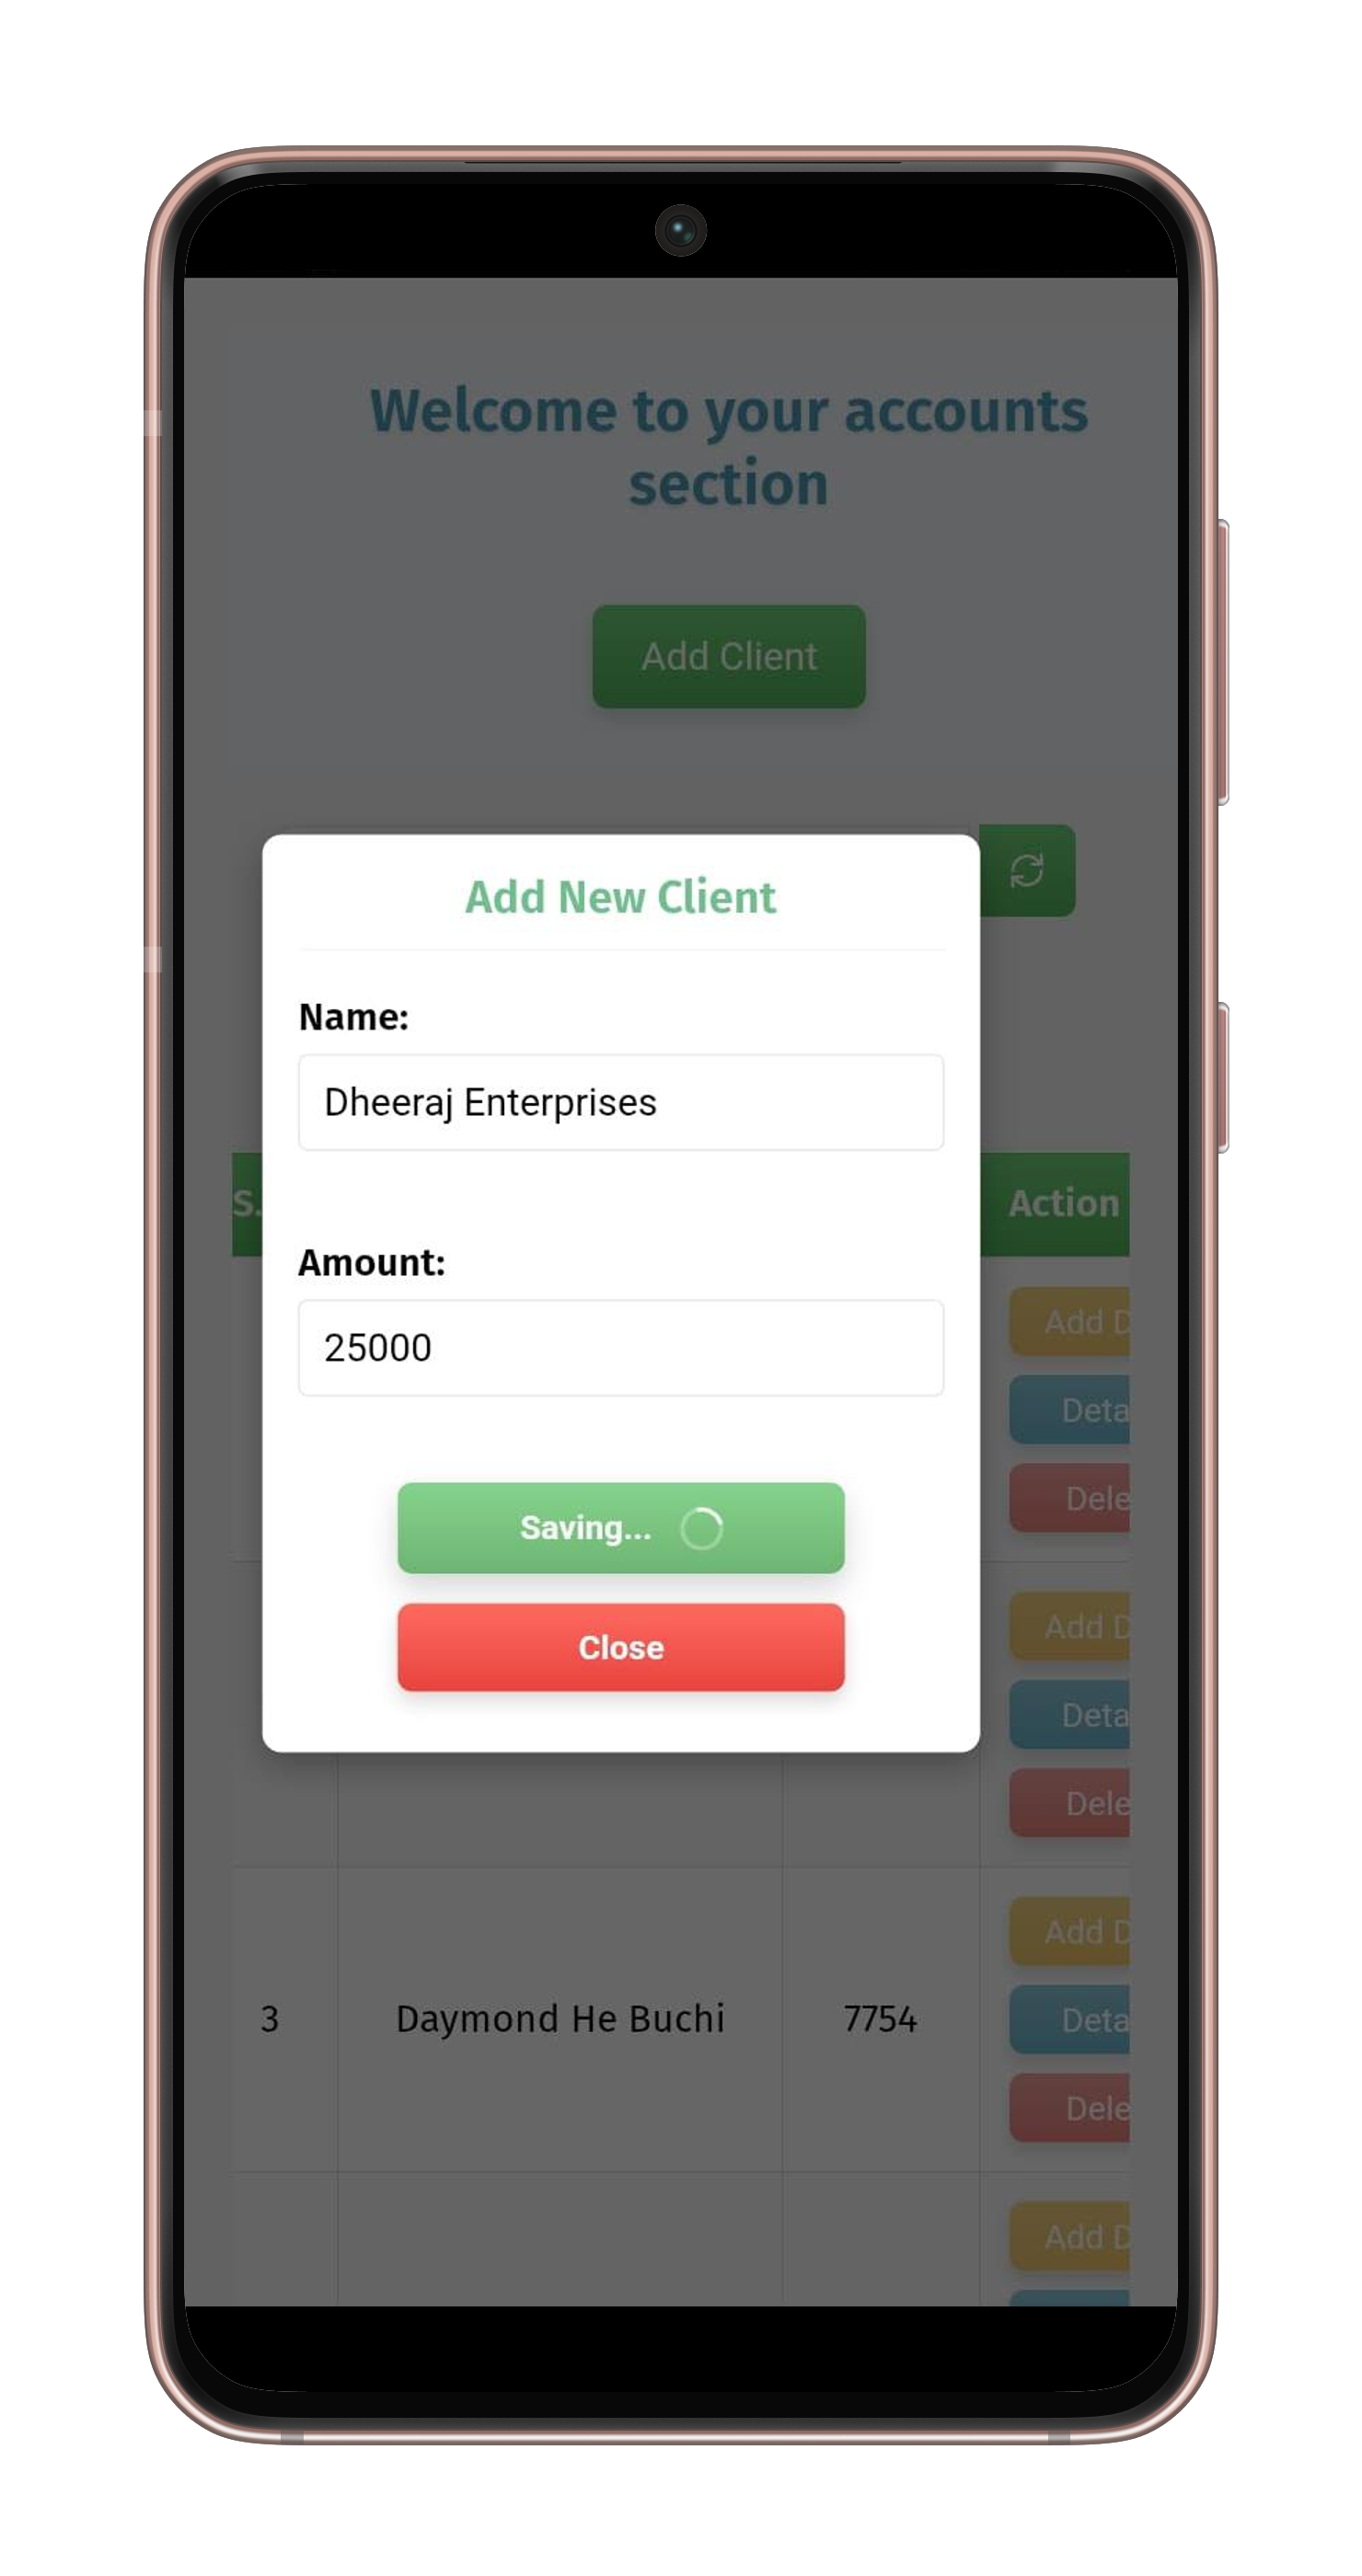 Welcome to your accounts
section
Add Client
Add New Client
Name:
Dheeraj Enterprises
S.
Action
Amount:
Add D
25000
Deta
Dele
Saving...
Add D
Close
Deta
Dele
Add D
3 Daymond He Buchi 7754 Deta
Dele
Add D